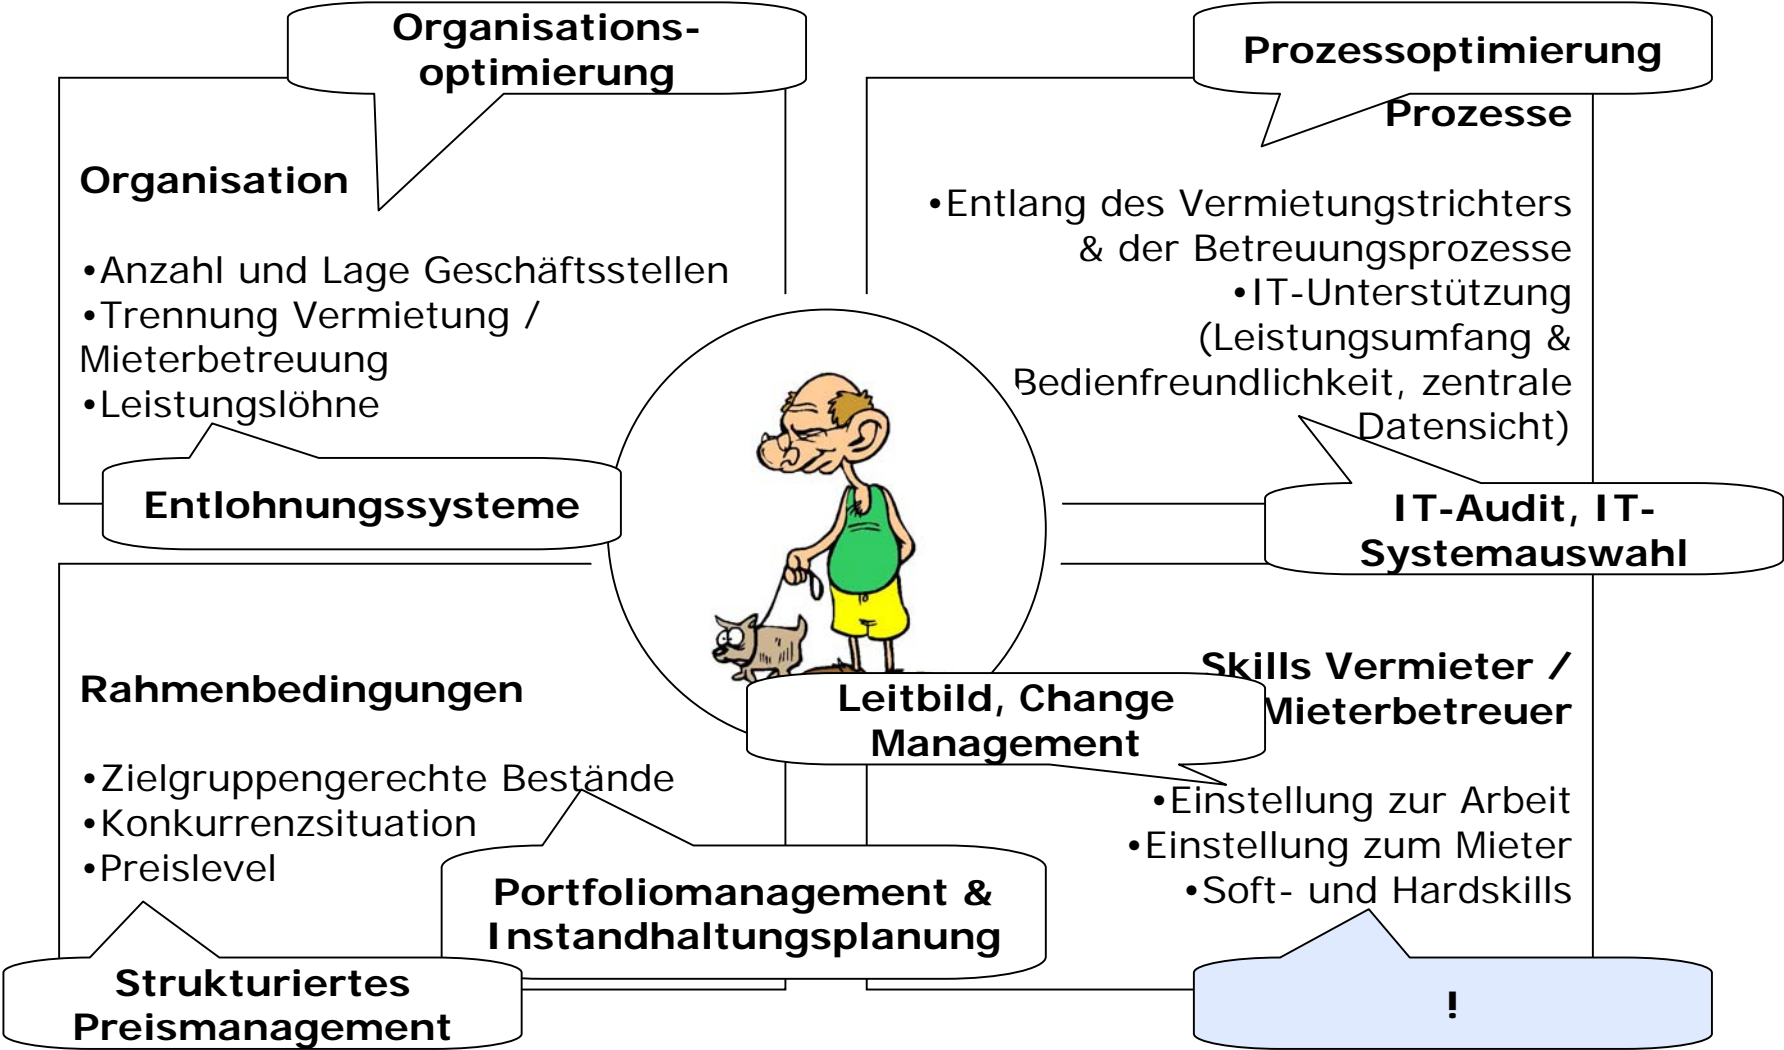 Organisations-
optimierung
Organisation
•Anzahl und Lage Geschäftsstellen
•Trennung Vermietung /
Mieterbetreuung
•Leistungslöhne
Entlohnungssysteme
Prozessoptimierung
Prozesse
•Entlang des Vermietungstrichters
& der Betreuungsprozesse
•IT-Unterstützung
(Leistungsumfang &
Bedienfreundlichkeit, zentrale
Datensicht)
IT-Audit, IT-
Systemauswahl
Rahmenbedingungen
•Zielgruppengerechte Bestände
•Konkurrenzsituation
•Preislevel
Portfoliomanagement &
Instandhaltungsplanung
Strukturiertes
Preismanagement
Leitbild, Change
Management
Skills Vermieter /
Mieterbetreuer
•Einstellung zur Arbeit
•Einstellung zum Mieter
•Soft- und Hardskills
!